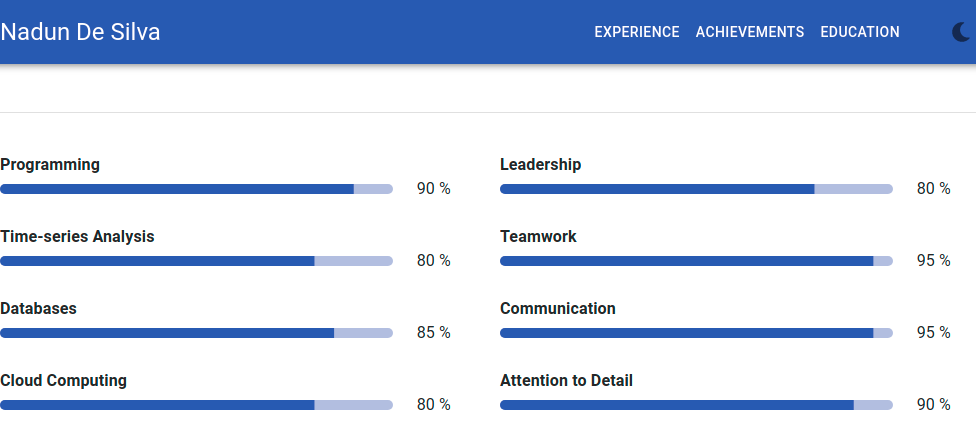 Nadun De Silva
EXPERIENCE ACHIEVEMENTS EDUCATION
Programming
90 %
Time-series Analysis
80 %
Databases
85 %
Cloud Computing
80 %
Leadership
80 %
Teamwork
95 %
Communication
95 %
Attention to Detail
90 %